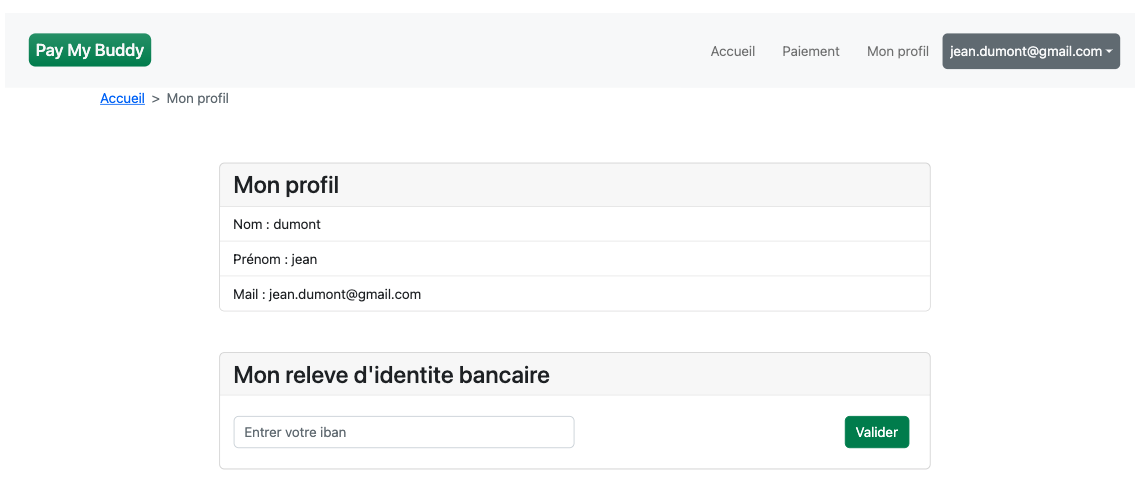 Pay My Buddy
Accueil Paiement Mon profil jean.dumont@gmail.com
Accueil > Mon profil
Mon profil
Nom : dumont
Prénom : jean
Mail : jean.dumont@gmail.com
Mon releve d'identite bancaire
Entrer votre iban
Valider